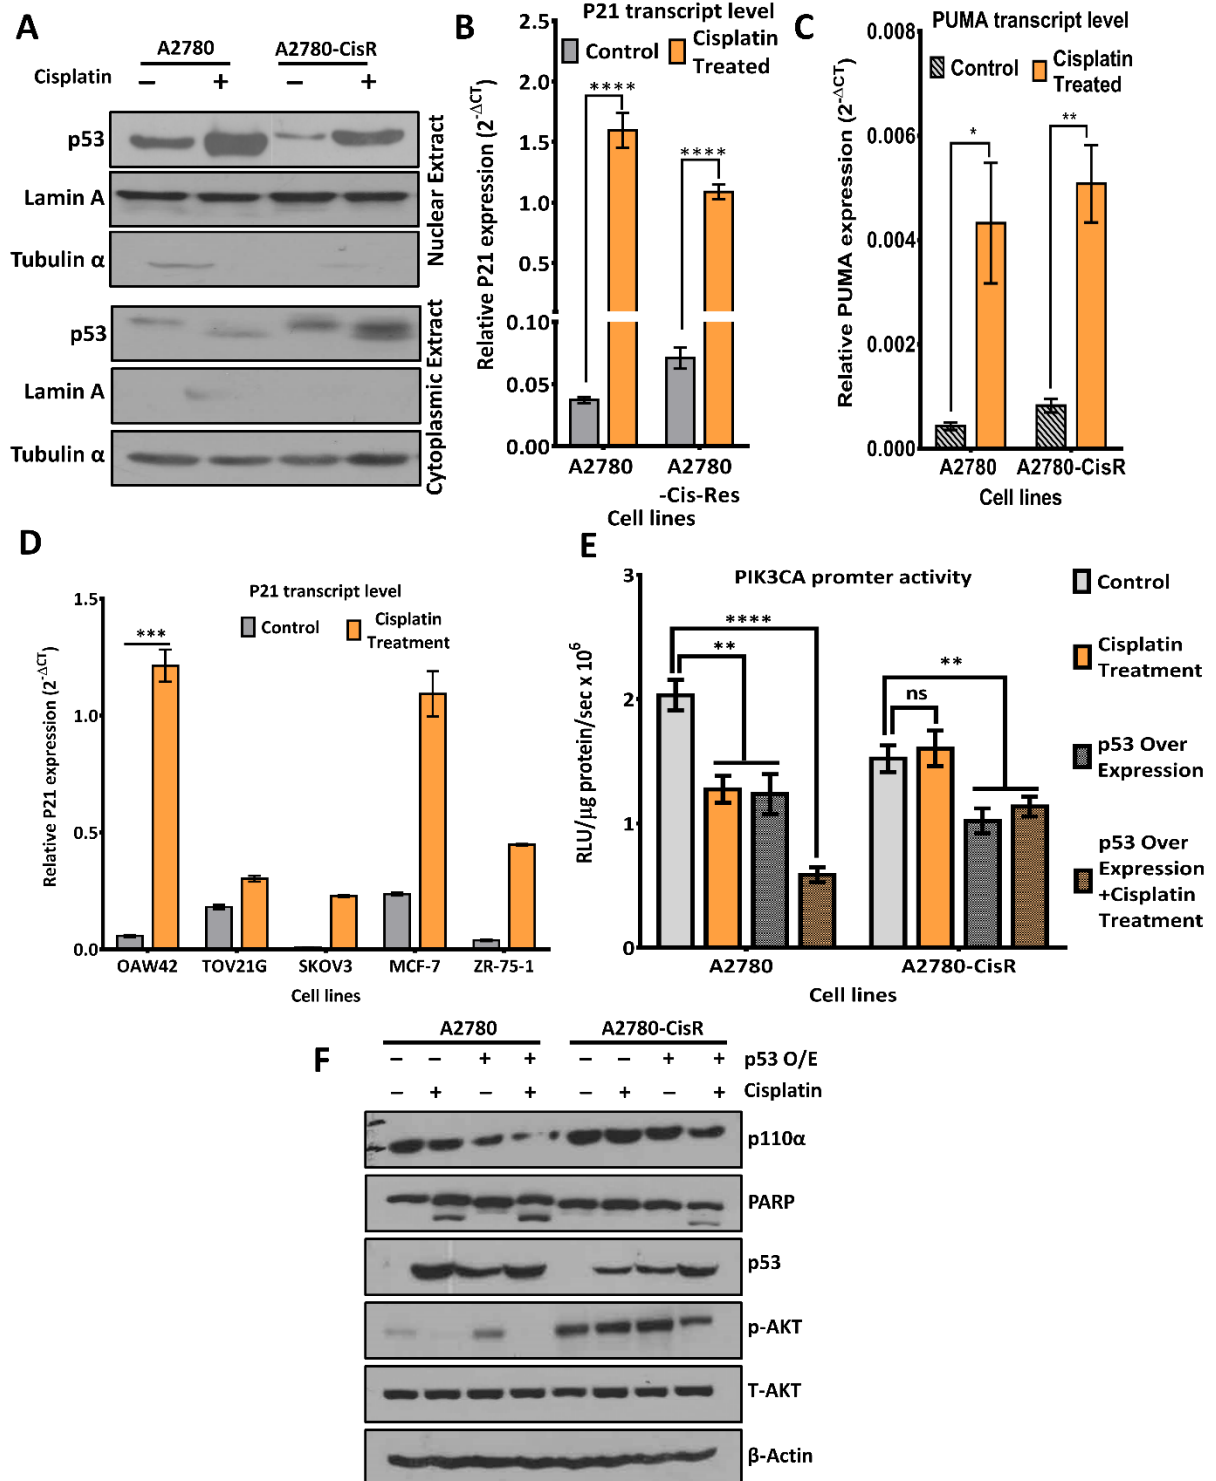 A
A2780
A2780-CisR
Cisplatin
– + – +
p53
Lamin A
Tubulin α
Nuclear Extract
p53
Lamin A
Tubulin α
Cytoplasmic Extract
B
P21 transcript level
Control
Cisplatin
Treated
Relative P21 expression (2-ΔCT)
2.5
2.0
1.5
1.0
0.5
0.10
0.05
0.00
****
****
A2780
A2780
-Cis-Res
Cell lines
C
PUMA transcript level
Control
Cisplatin
Treated
Relative PUMA expression (2-ΔCT)
0.008
0.006
0.004
0.002
0.000
*
**
A2780
A2780-CisR
Cell lines
D
P21 transcript level
Control
Cisplatin
Treatment
Relative P21 expression (2-ΔCT)
1.5
1.0
0.5
0.0
***
OAW42
TOV21G
SKOV3
MCF-7
ZR-75-1
Cell lines
E
PIK3CA promter activity
RLU/µg protein/sec x 10⁶
3
2
1
0
****
**
ns
**
A2780
A2780-CisR
Cell lines
Control
Cisplatin
Treatment
p53 Over
Expression
p53 Over
Expression
+Cisplatin
Treatment
F
A2780
A2780-CisR
– – + + – – + + p53 O/E
– + – + – + – + Cisplatin
p110α
PARP
p53
p-AKT
T-AKT
β-Actin